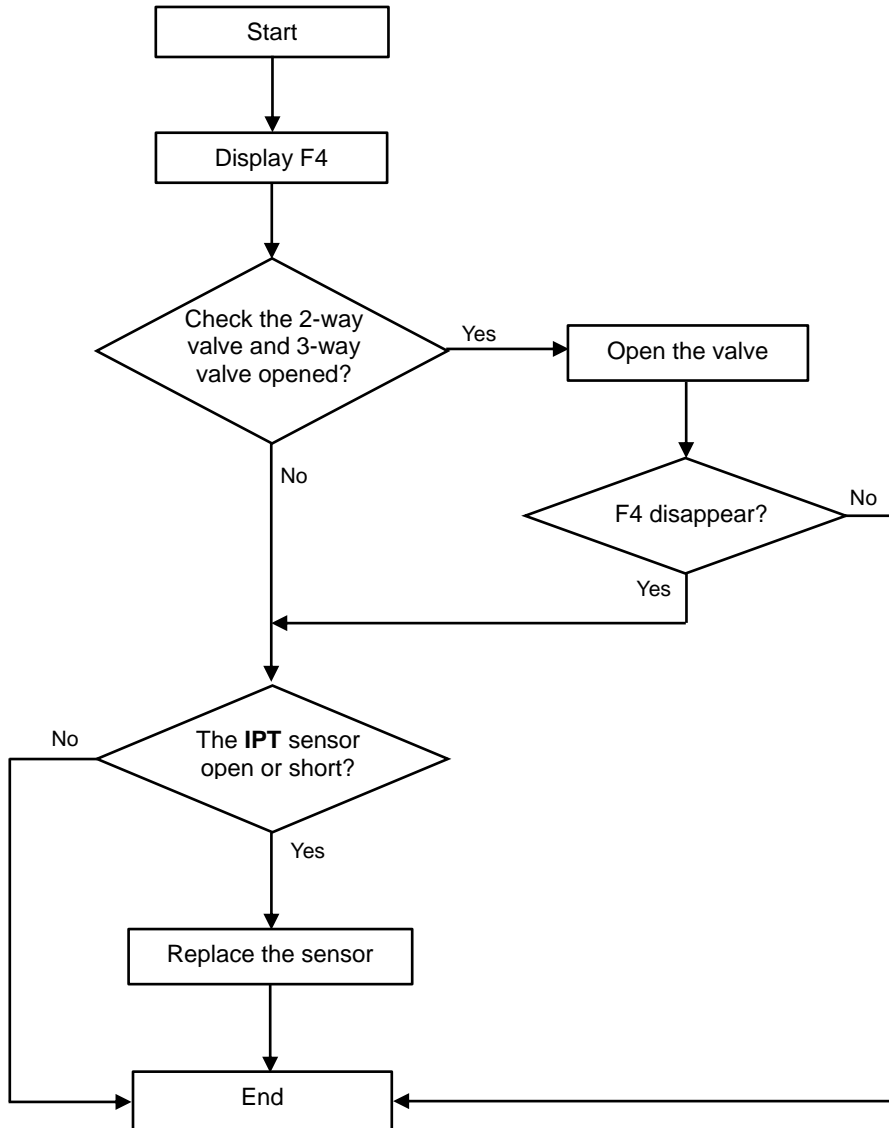 Start
Display F4
Check the 2-way
valve and 3-way
valve opened?
Yes
Open the valve
No
F4 disappear?
No
Yes
No
The IPT sensor
open or short?
Yes
Replace the sensor
End